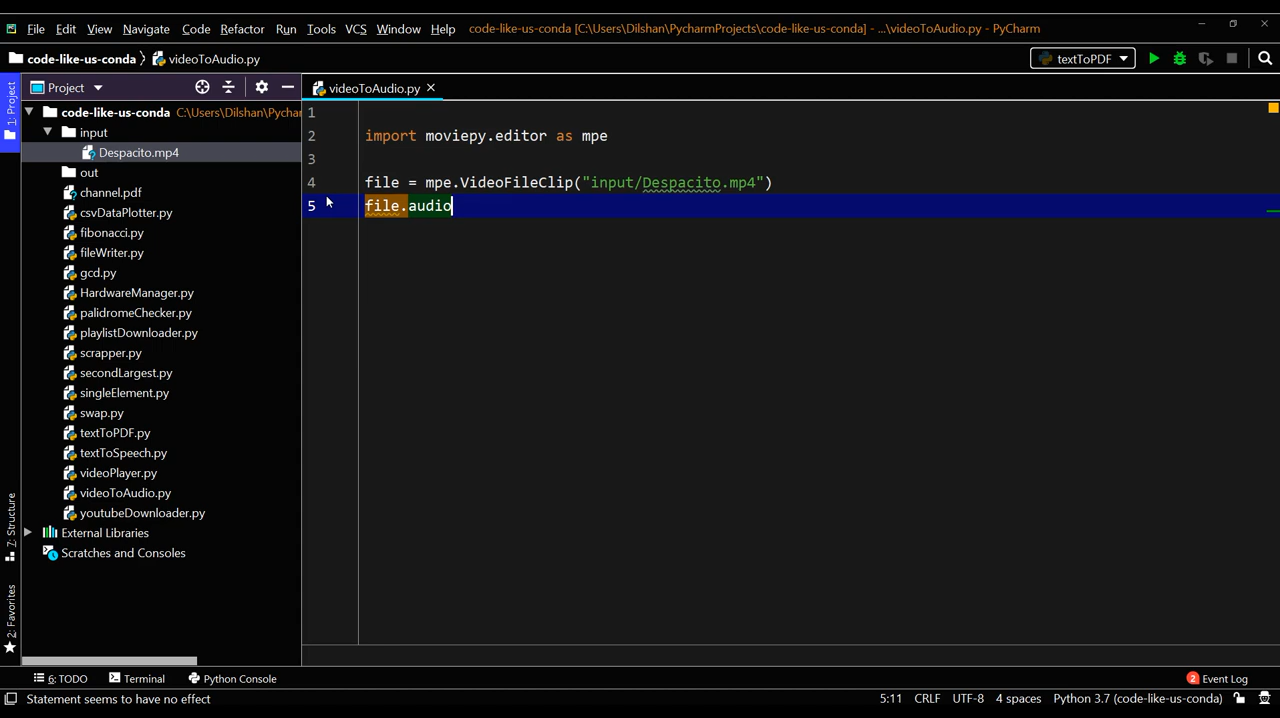 File Edit View Navigate Code Refactor Run Tools VCS Window Help code-like-us-conda [C:\Users\Dilshan\PycharmProjects\code-like-us-conda] - ...\videoToAudio.py - PyCharm
code-like-us-conda videoToAudio.py textToPDF
1: Project
Project
videoToAudio.py
code-like-us-conda C:\Users\Dilshan\Pychar
input
Despacito.mp4
out
channel.pdf
csvDataPlotter.py
fibonacci.py
fileWriter.py
gcd.py
HardwareManager.py
palidromeChecker.py
playlistDownloader.py
scrapper.py
secondLargest.py
singleElement.py
swap.py
textToPDF.py
textToSpeech.py
videoPlayer.py
videoToAudio.py
youtubeDownloader.py
External Libraries
Scratches and Consoles
1
2 import moviepy.editor as mpe
3
4 file = mpe.VideoFileClip("input/Despacito.mp4")
5 file.audio
7: Structure
2: Favorites
6: TODO Terminal Python Console 2 Event Log
Statement seems to have no effect 5:11 CRLF UTF-8 4 spaces Python 3.7 (code-like-us-conda)